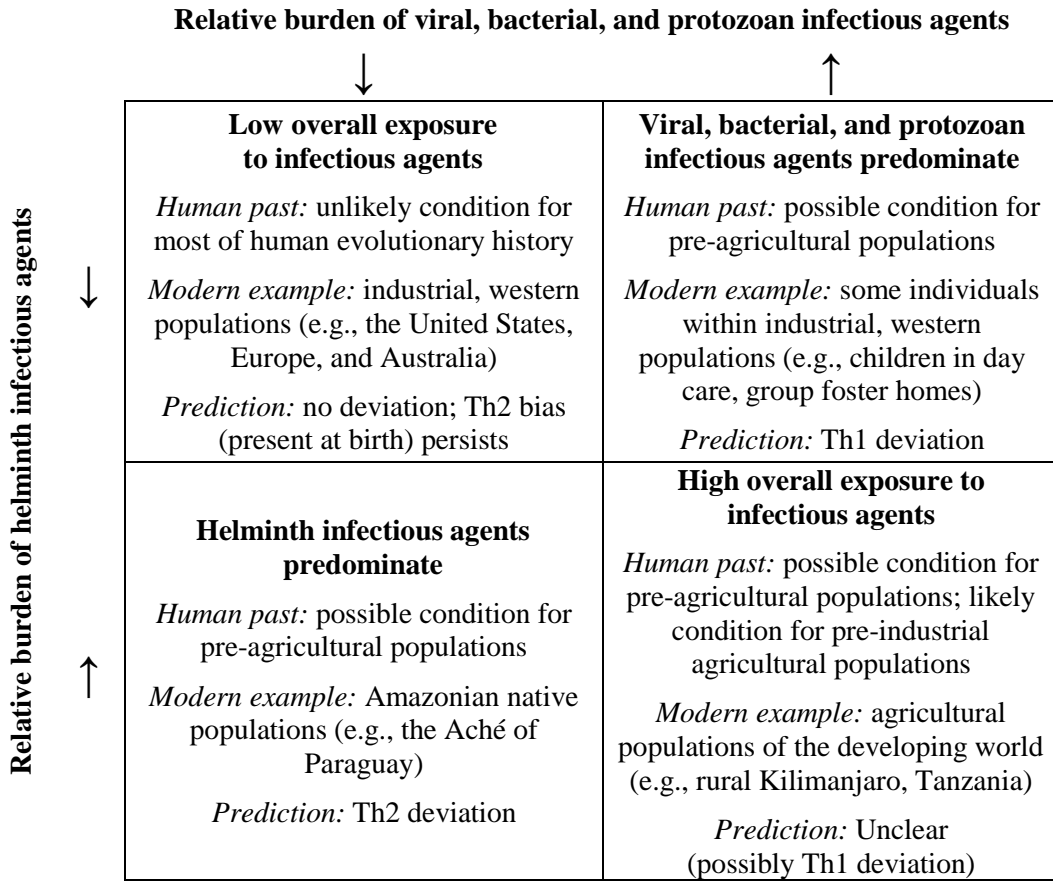 Relative burden of viral, bacterial, and protozoan infectious agents
↓ ↑
Relative burden of helminth infectious agents
↓
↑
Low overall exposure
to infectious agents
Human past: unlikely condition for
most of human evolutionary history
Modern example: industrial, western
populations (e.g., the United States,
Europe, and Australia)
Prediction: no deviation; Th2 bias
(present at birth) persists
Viral, bacterial, and protozoan
infectious agents predominate
Human past: possible condition for
pre-agricultural populations
Modern example: some individuals
within industrial, western
populations (e.g., children in day
care, group foster homes)
Prediction: Th1 deviation
Helminth infectious agents
predominate
Human past: possible condition for
pre-agricultural populations
Modern example: Amazonian native
populations (e.g., the Aché of
Paraguay)
Prediction: Th2 deviation
High overall exposure to
infectious agents
Human past: possible condition for
pre-agricultural populations; likely
condition for pre-industrial
agricultural populations
Modern example: agricultural
populations of the developing world
(e.g., rural Kilimanjaro, Tanzania)
Prediction: Unclear
(possibly Th1 deviation)